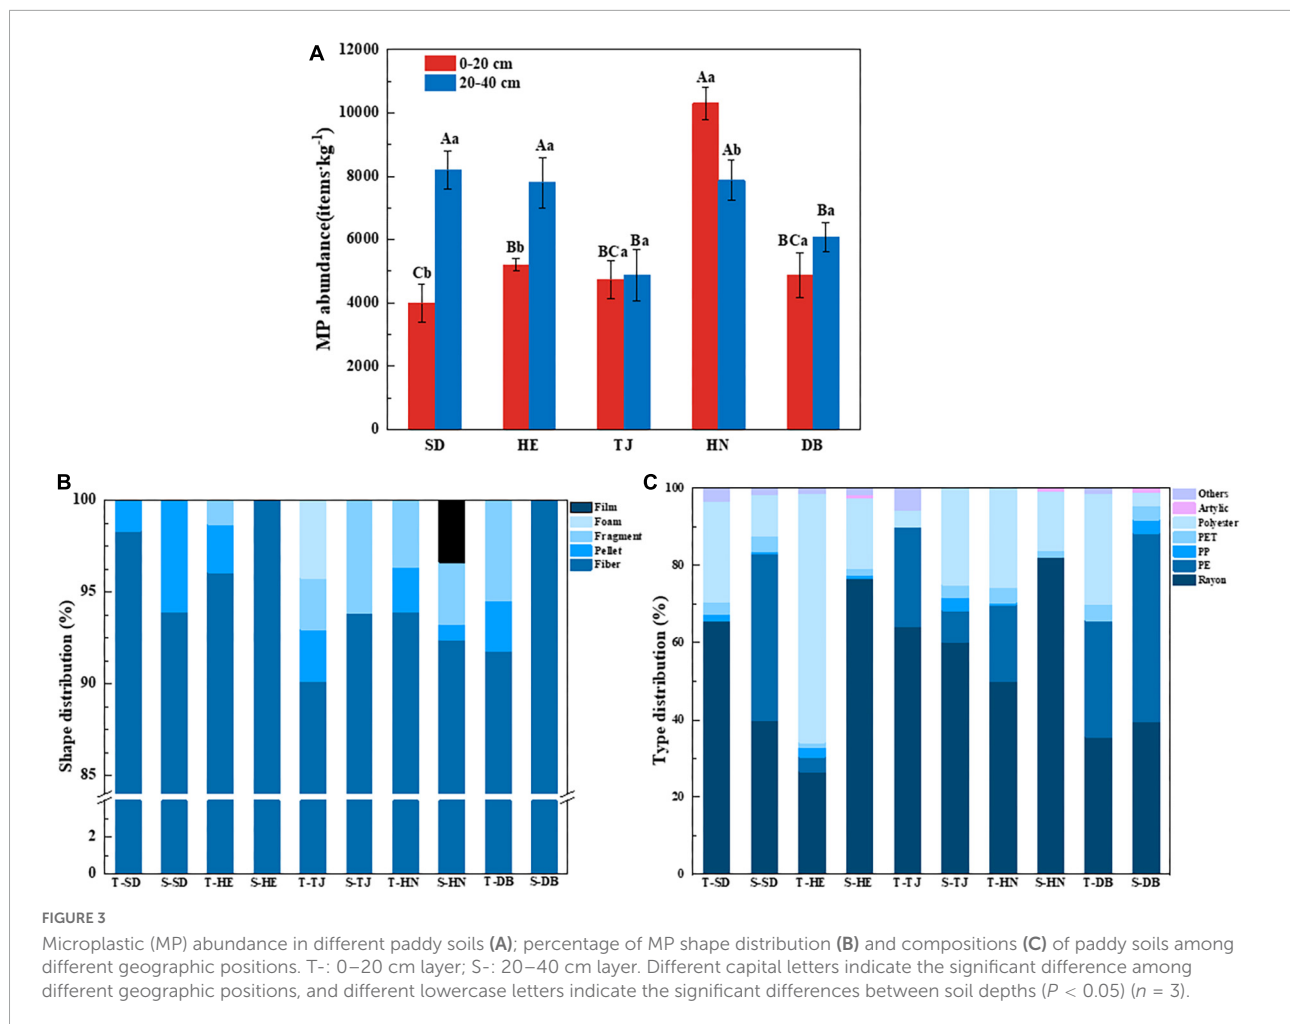 A
12000
10000
8000
6000
4000
2000
0
MP abundance(items·kg⁻¹)
0-20 cm
20-40 cm
Cb
Aa
Bb
Aa
BCa
Ba
Aa
Ab
BCa
Ba
SD
HE
TJ
HN
DB
B
100
95
90
85
2
0
Shape distribution (%)
Film
Foam
Fragment
Pellet
Fiber
T-SD
S-SD
T-HE
S-HE
T-TJ
S-TJ
T-HN
S-HN
T-DB
S-DB
C
100
80
60
40
20
0
Type distribution (%)
Others
Artylic
Polyester
PET
PP
PE
Rayon
T-SD
S-SD
T-HE
S-HE
T-TJ
S-TJ
T-HN
S-HN
T-DB
S-DB
FIGURE 3
Microplastic (MP) abundance in different paddy soils (A); percentage of MP shape distribution (B) and compositions (C) of paddy soils among
different geographic positions. T-: 0–20 cm layer; S-: 20–40 cm layer. Different capital letters indicate the significant difference among
different geographic positions, and different lowercase letters indicate the significant differences between soil depths (P < 0.05) (n = 3).